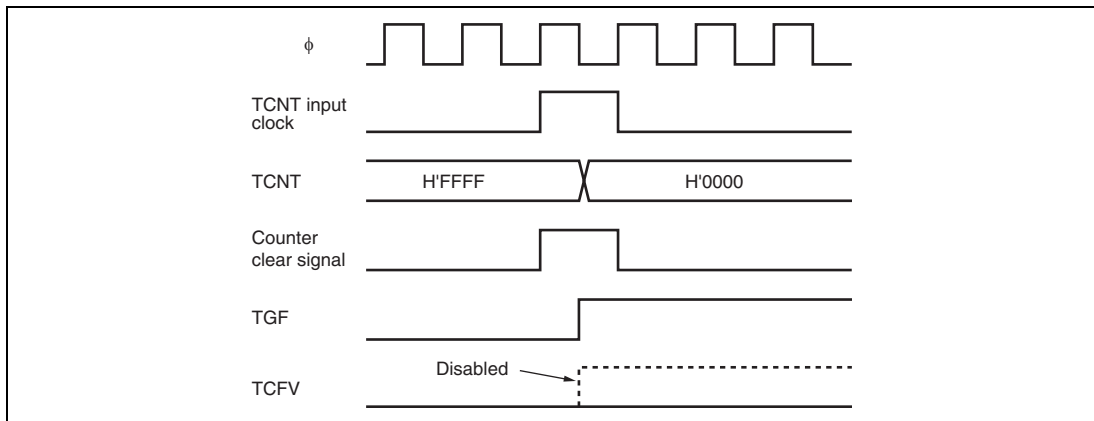 ϕ
TCNT input
clock
TCNT
H'FFFF
H'0000
Counter
clear signal
TGF
Disabled
TCFV